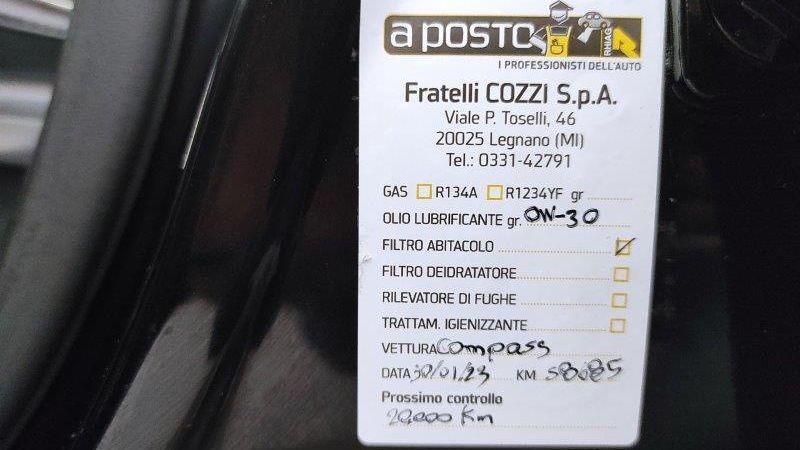 a POSTO
RHIAG
I PROFESSIONISTI DELL'AUTO
Fratelli COZZI S.p.A.
Viale P. Toselli, 46
20025 Legnano (MI)
Tel.: 0331-42791
GAS R134A R1234YF gr
OLIO LUBRIFICANTE gr. 0W-30
FILTRO ABITACOLO
FILTRO DEIDRATATORE
RILEVATORE DI FUGHE
TRATTAM. IGIENIZZANTE
VETTURA Compass
DATA 30/01/23 KM 58085
Prossimo controllo
20,000 Km